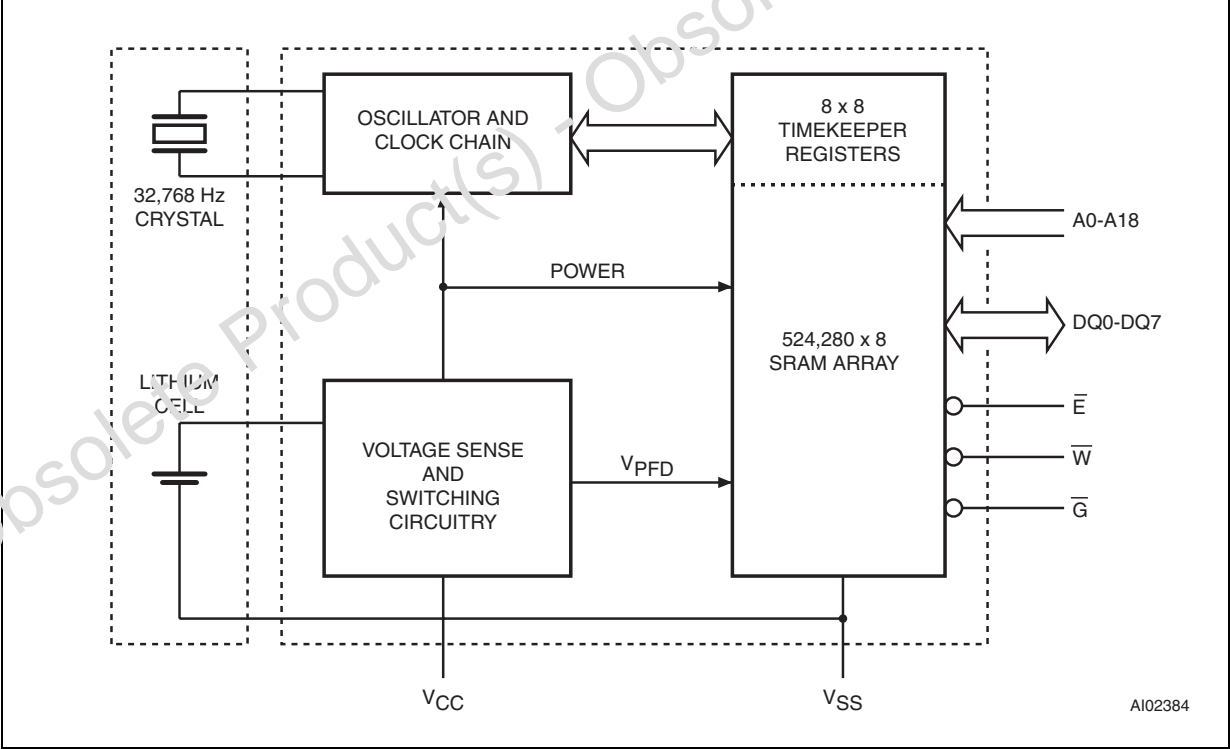 Obsolete Product(s) - Obso
OSCILLATOR AND
CLOCK CHAIN
8 x 8
TIMEKEEPER
REGISTERS
32,768 Hz
CRYSTAL
A0-A18
POWER
DQ0-DQ7
524,280 x 8
SRAM ARRAY
LITHIUM
CELL
E
W
G
VOLTAGE SENSE
AND
SWITCHING
CIRCUITRY
VPFD
VCC
VSS
AI02384